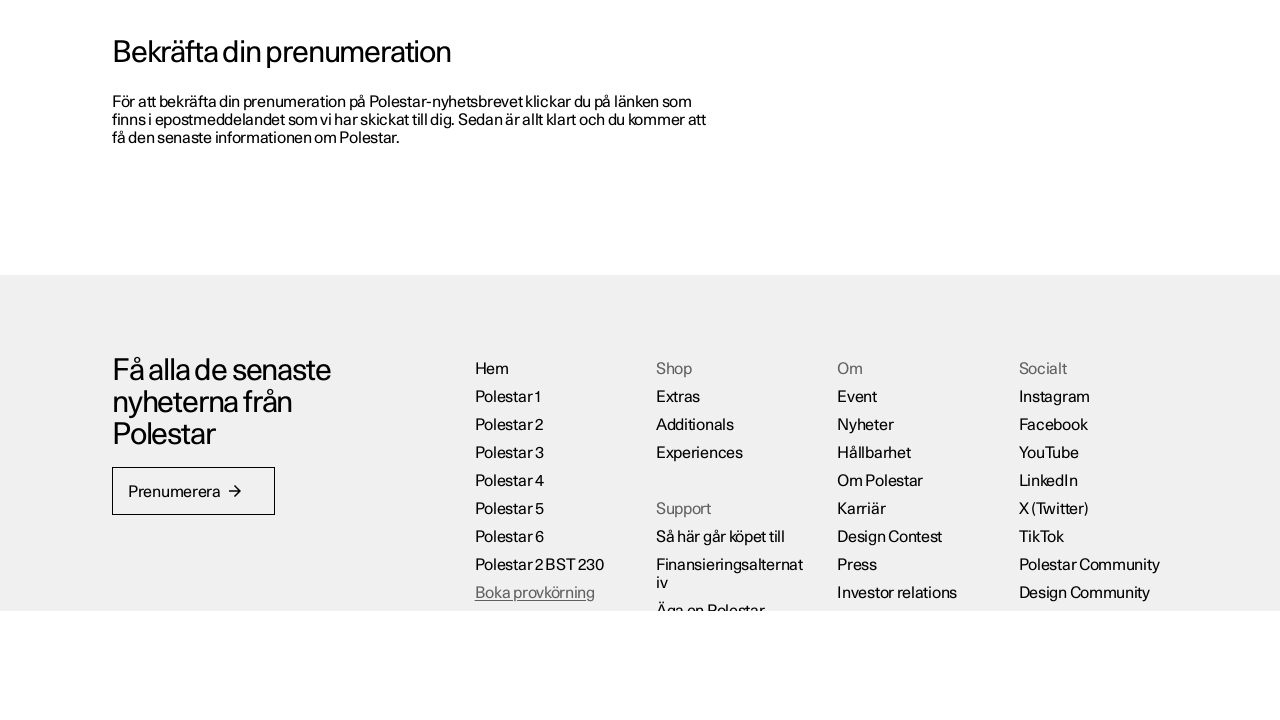 Bekräfta din prenumeration
För att bekräfta din prenumeration på Polestar-nyhetsbrevet klickar du på länken som
finns i epostmeddelandet som vi har skickat till dig. Sedan är allt klart och du kommer att
få den senaste informationen om Polestar.
Få alla de senaste
nyheterna från
Polestar
Prenumerera →
Hem
Polestar 1
Polestar 2
Polestar 3
Polestar 4
Polestar 5
Polestar 6
Polestar 2 BST 230
Boka provkörning
Shop
Extras
Additionals
Experiences
Support
Så här går köpet till
Finansieringsalternat
iv
Äga en Polestar
Om
Event
Nyheter
Hållbarhet
Om Polestar
Karriär
Design Contest
Press
Investor relations
Socialt
Instagram
Facebook
YouTube
LinkedIn
X (Twitter)
TikTok
Polestar Community
Design Community